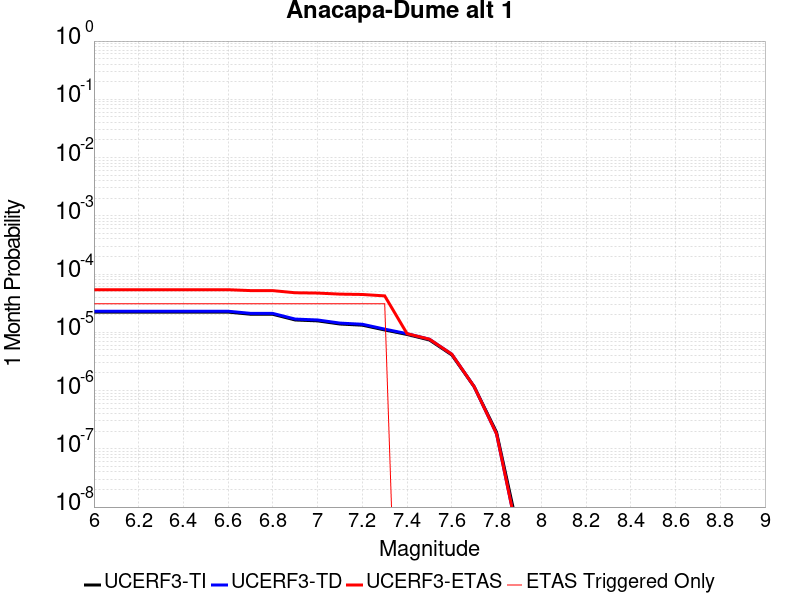 Anacapa-Dume alt 1
10^0
10^-1
10^-2
10^-3
10^-4
10^-5
10^-6
10^-7
10^-8
1 Month Probability
6 6.2 6.4 6.6 6.8 7 7.2 7.4 7.6 7.8 8 8.2 8.4 8.6 8.8 9
Magnitude
UCERF3-TI UCERF3-TD UCERF3-ETAS ETAS Triggered Only